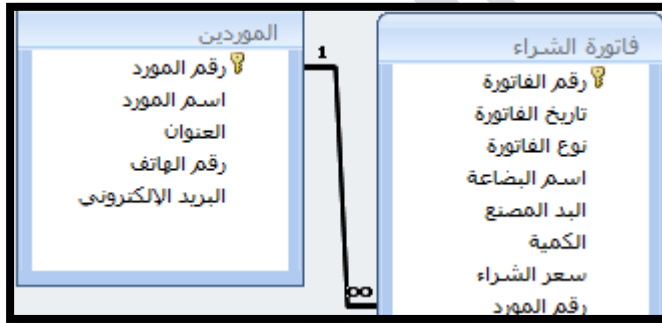 فاتورة الشراء
رقم الفاتورة
تاريخ الفاتورة
نوع الفاتورة
اسم البضاعة
البد المصنع
الكمية
سعر الشراء
رقم المورد
الموردين
رقم المورد
اسم المورد
العنوان
رقم الهاتف
البريد الإلكتروني
1
∞